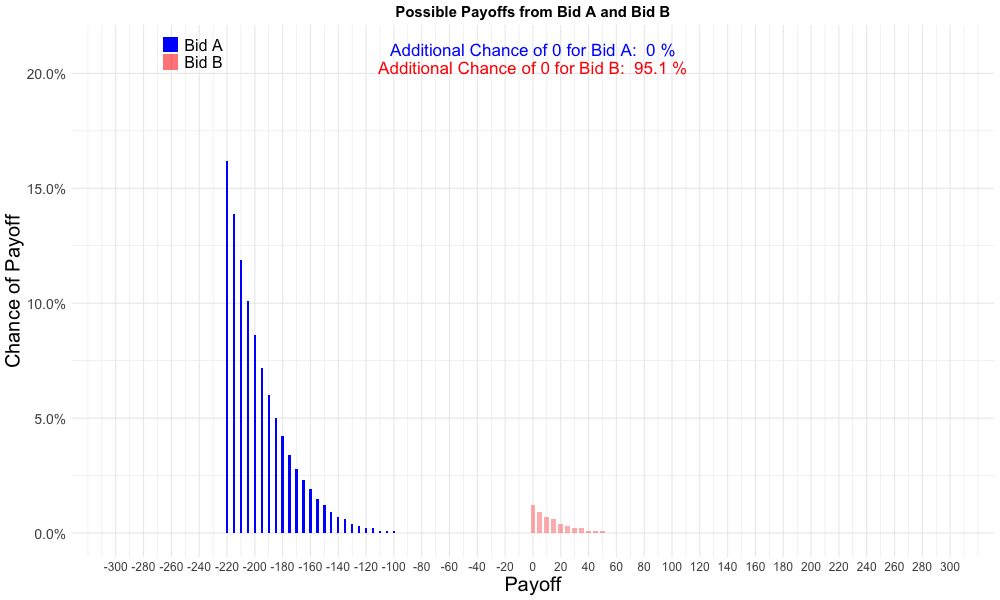 Possible Payoffs from Bid A and Bid B
Bid A
Bid B
Additional Chance of 0 for Bid A:  0 %
Additional Chance of 0 for Bid B:  95.1 %
Chance of Payoff
20.0%
15.0%
10.0%
5.0%
0.0%
-300 -280 -260 -240 -220 -200 -180 -160 -140 -120 -100 -80 -60 -40 -20 0 20 40 60 80 100 120 140 160 180 200 220 240 260 280 300
Payoff